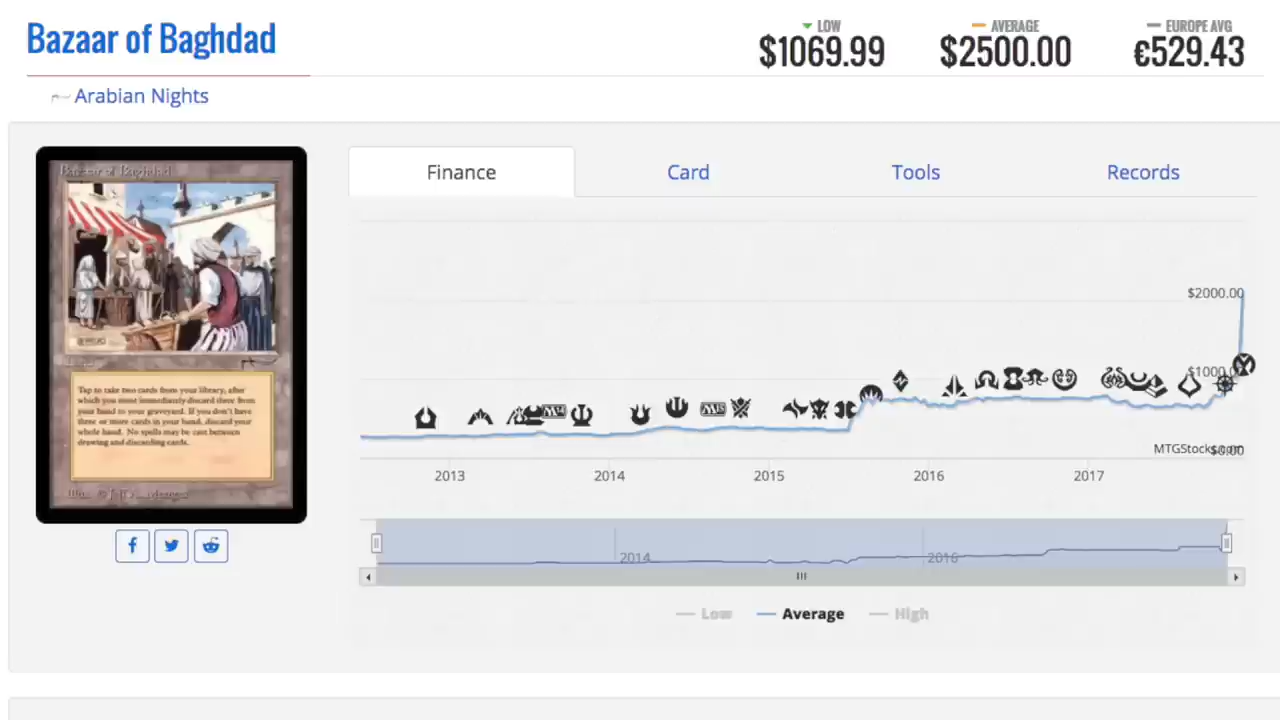 Bazaar of Baghdad
LOW
$1069.99
AVERAGE
$2500.00
EUROPE AVG
€529.43
Arabian Nights
Finance
Card
Tools
Records
Bazaar of Baghdad
Tap to take two cards from your library, after
which you must immediately discard three from
your hand to your graveyard. If you don't have
three or more cards in your hand, discard your
whole hand. No spells may be cast between
drawing and discarding cards.
$2000.00
$1000.00
MTGStocks.com
$0.00
2013
2014
2015
2016
2017
2014
2016
Low
Average
High